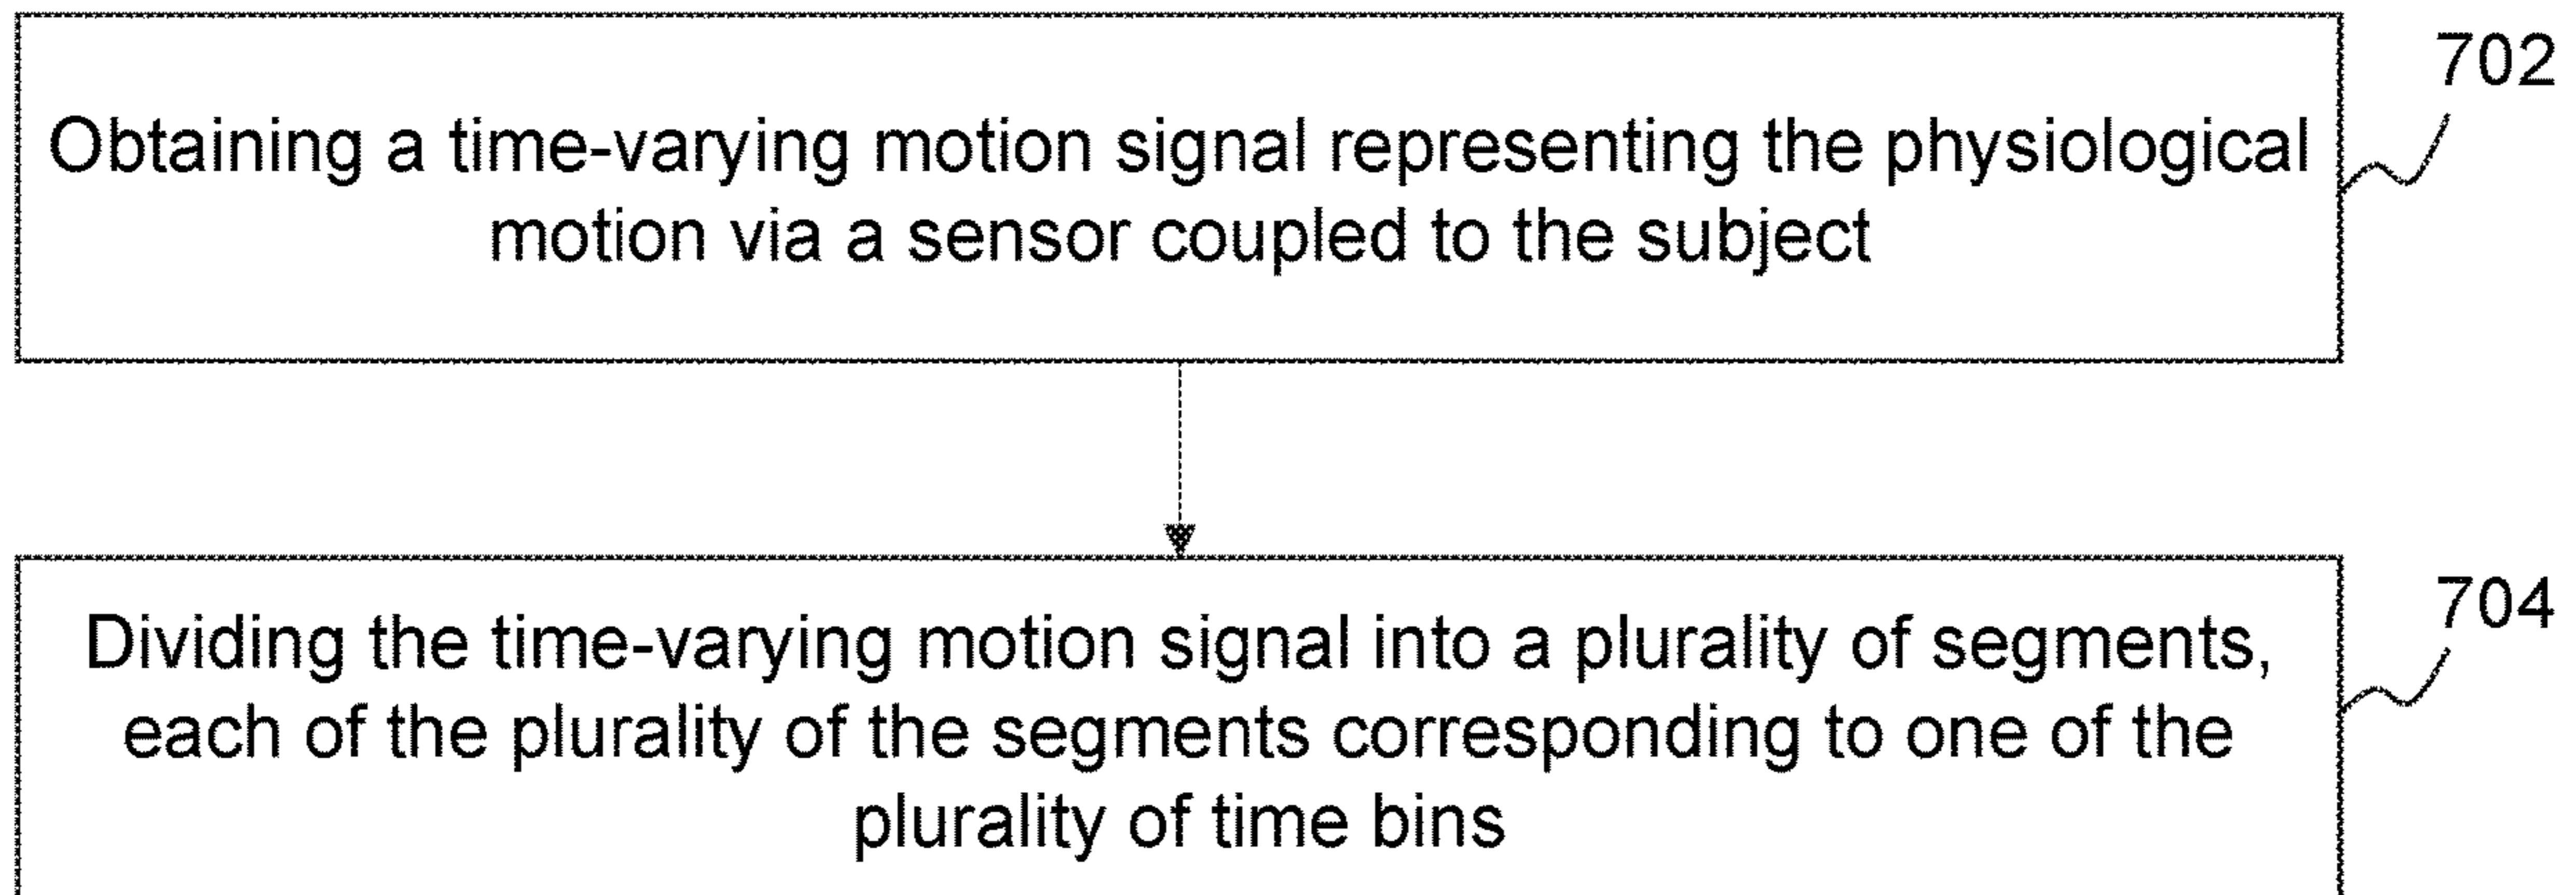 702
Obtaining a time-varying motion signal representing the physiological
motion via a sensor coupled to the subject
704
Dividing the time-varying motion signal into a plurality of segments,
each of the plurality of the segments corresponding to one of the
plurality of time bins